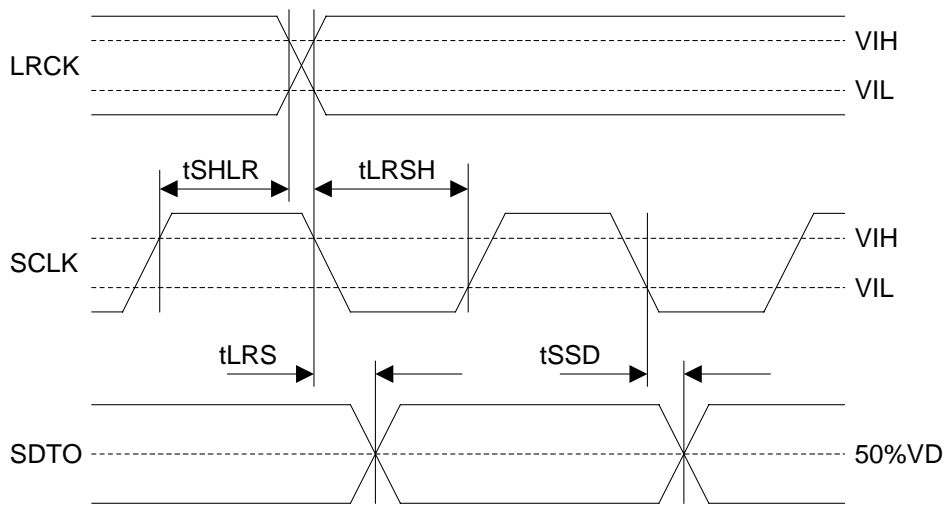 LRCK
VIH
VIL
tSHLR
tLRSH
SCLK
VIH
VIL
tLRS
tSSD
SDTO
50%VD